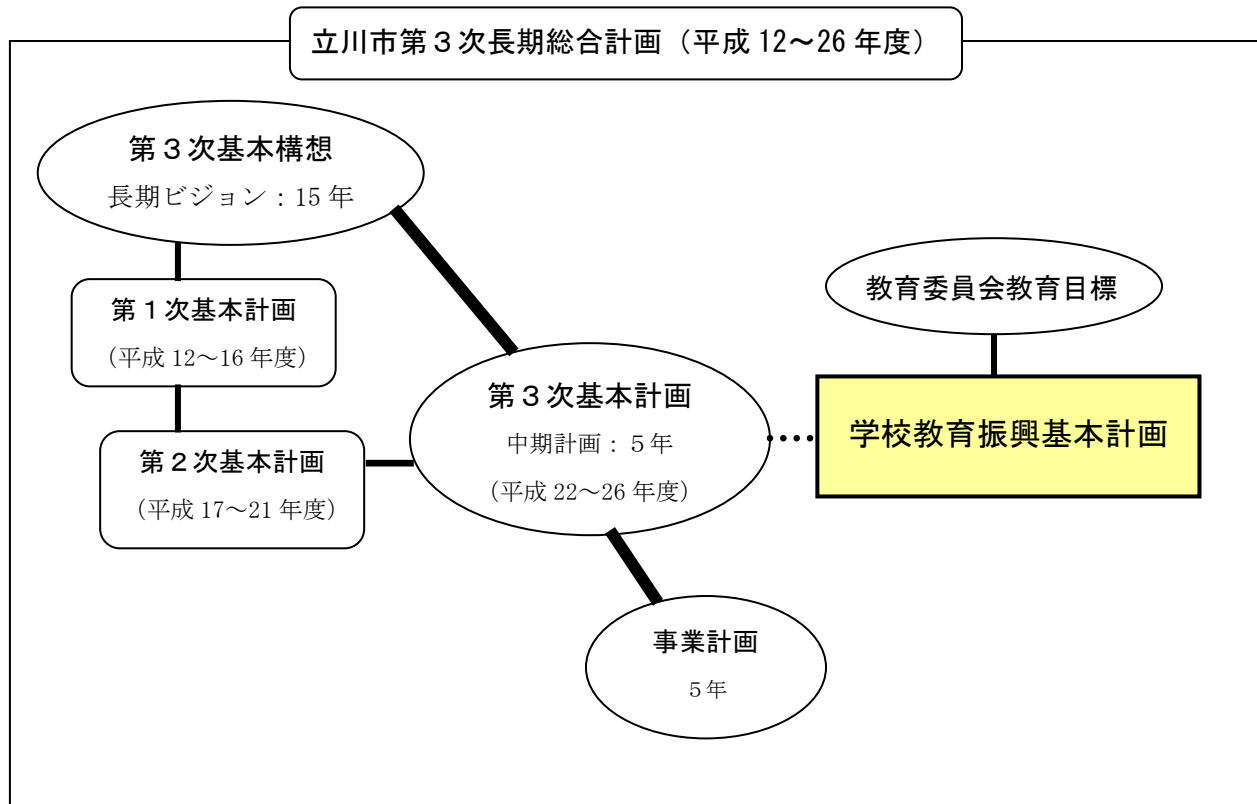 立川市第３次長期総合計画（平成 12～26 年度）
第３次基本構想
長期ビジョン：15 年
第１次基本計画
（平成 12～16 年度）
第２次基本計画
（平成 17～21 年度）
第３次基本計画
中期計画：５年
（平成 22～26 年度）
教育委員会教育目標
学校教育振興基本計画
事業計画
５年